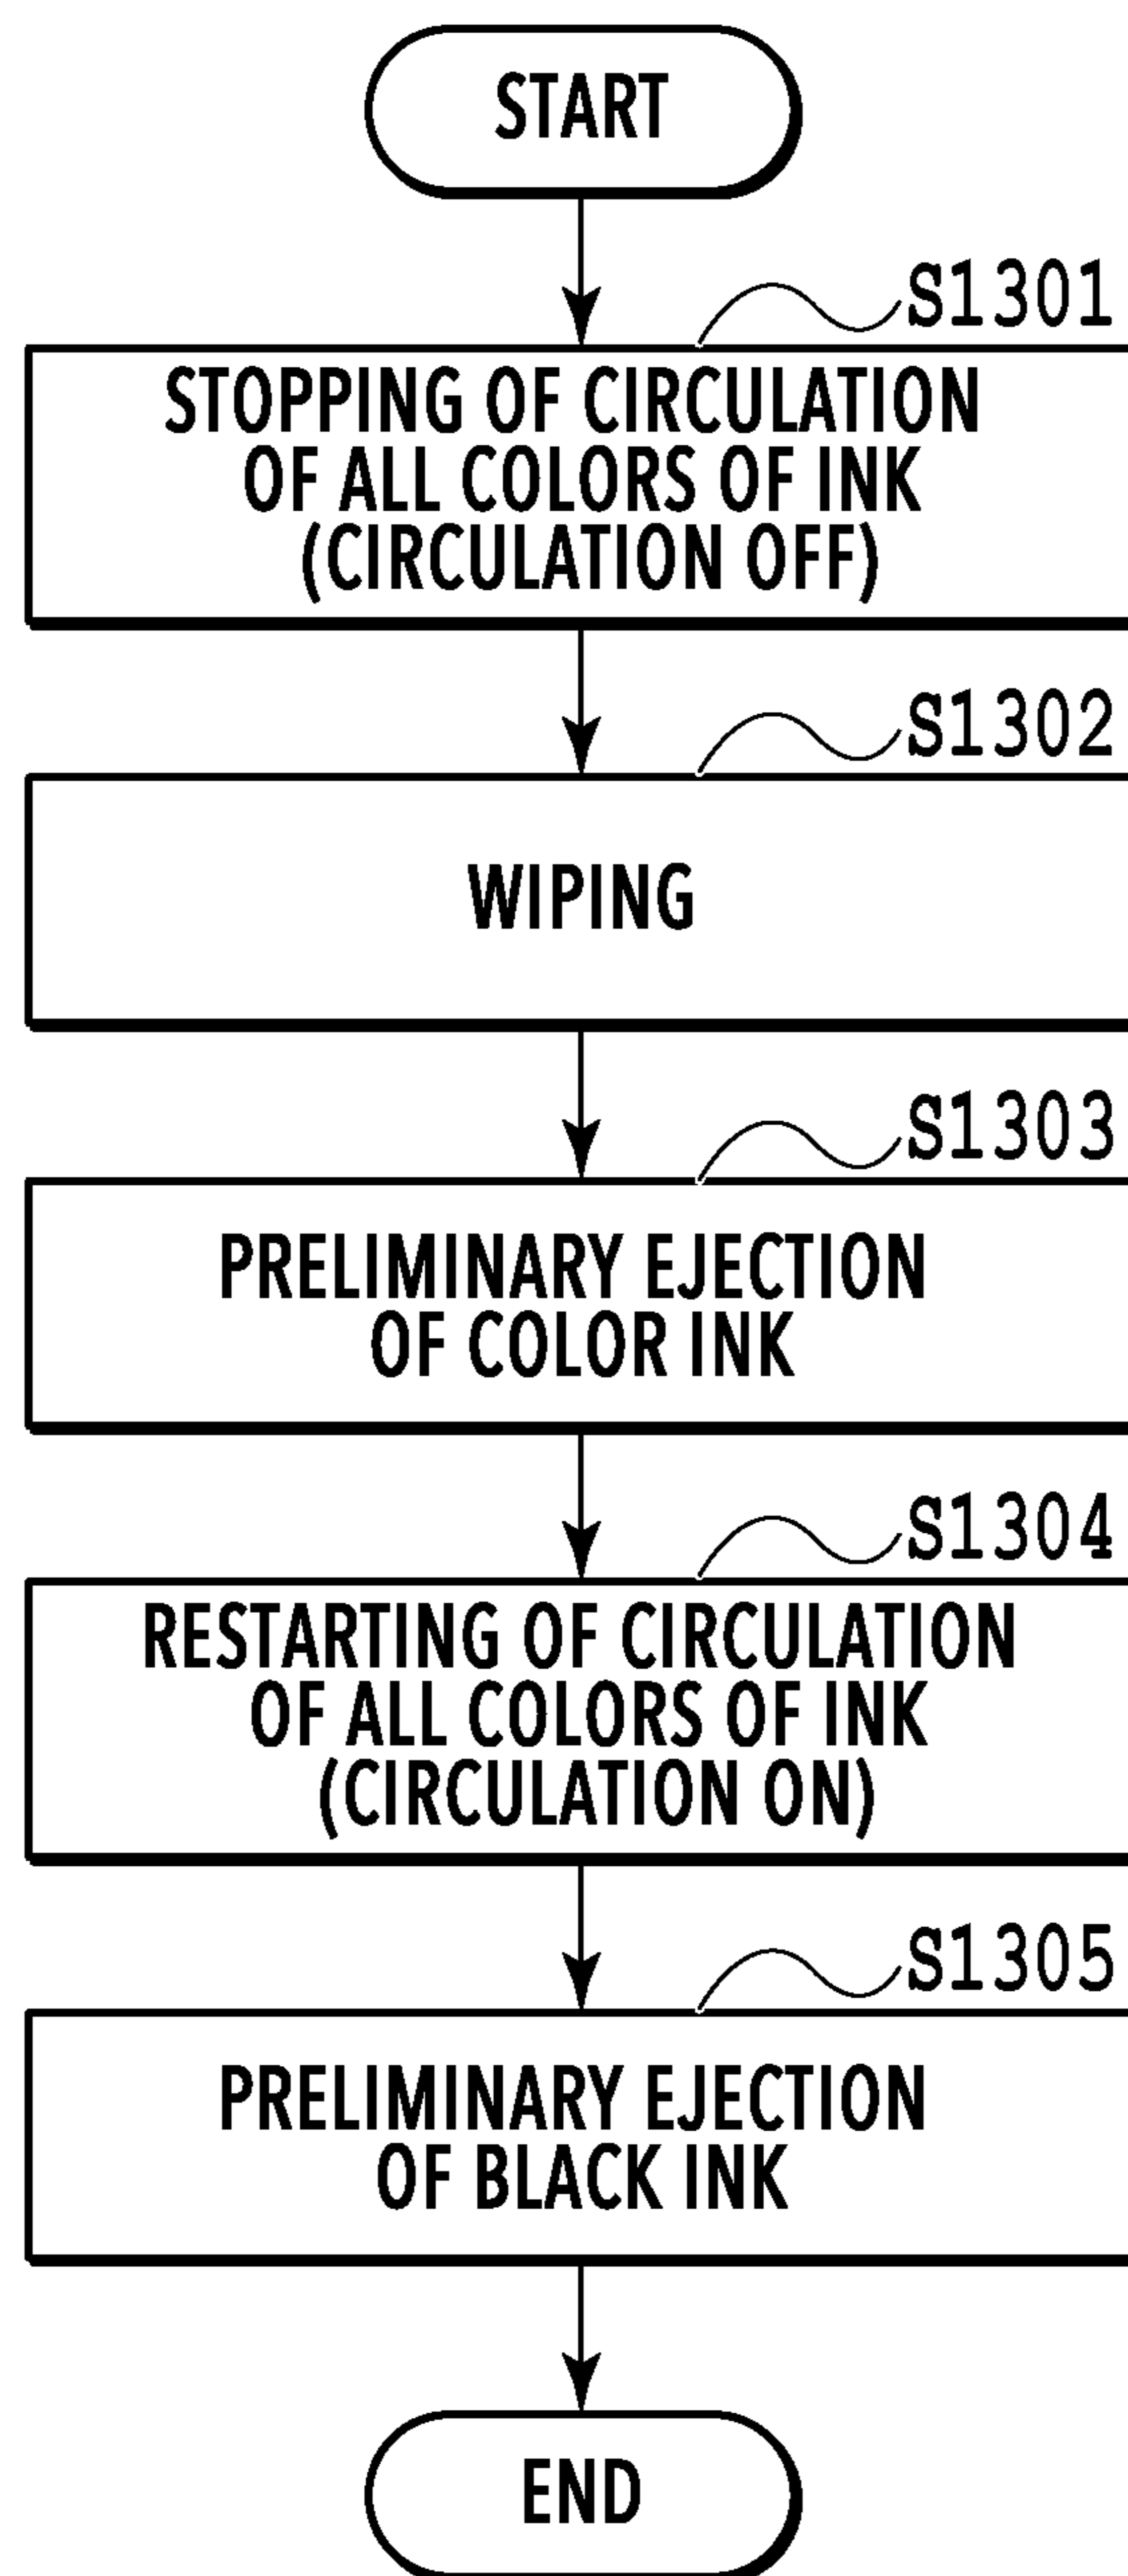 START
S1301
STOPPING OF CIRCULATION
OF ALL COLORS OF INK
(CIRCULATION OFF)
S1302
WIPING
S1303
PRELIMINARY EJECTION
OF COLOR INK
S1304
RESTARTING OF CIRCULATION
OF ALL COLORS OF INK
(CIRCULATION ON)
S1305
PRELIMINARY EJECTION
OF BLACK INK
END